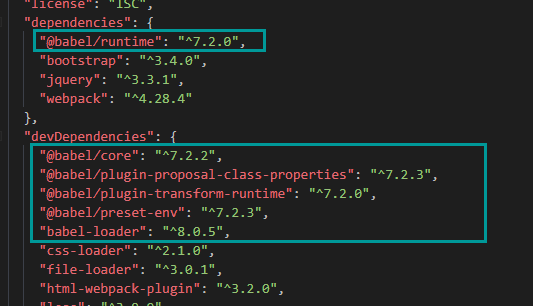 "license": "ISC",
"dependencies": {
"@babel/runtime": "^7.2.0",
"bootstrap": "^3.4.0",
"jquery": "^3.3.1",
"webpack": "^4.28.4"
},
"devDependencies": {
"@babel/core": "^7.2.2",
"@babel/plugin-proposal-class-properties": "^7.2.3",
"@babel/plugin-transform-runtime": "^7.2.0",
"@babel/preset-env": "^7.2.3",
"babel-loader": "^8.0.5",
"css-loader": "^2.1.0",
"file-loader": "^3.0.1",
"html-webpack-plugin": "^3.2.0",